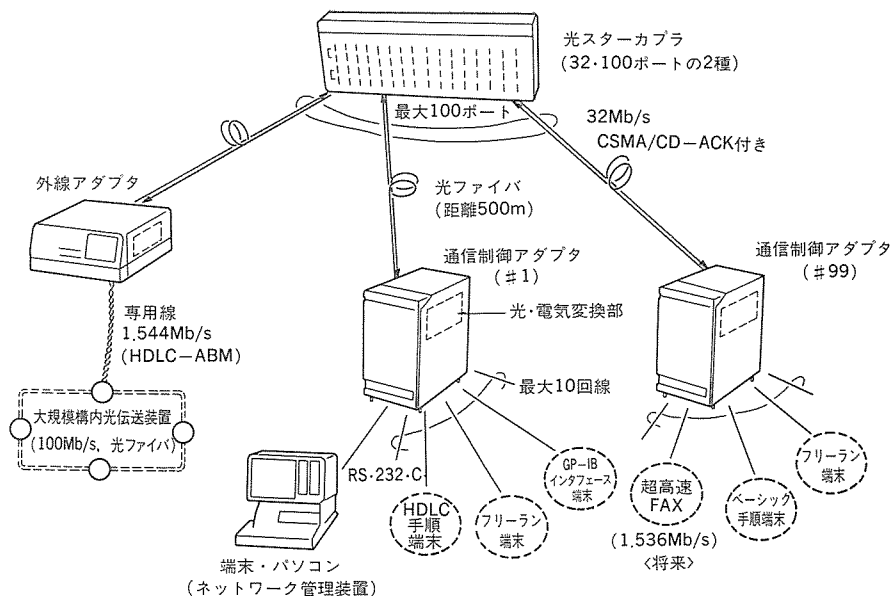 光スターカプラ
(32·100ポートの2種)
最大100ポート
32Mb/s
CSMA/CD-ACK付き
外線アダプタ
光ファイバ
(距離500m)
通信制御アダプタ
(#1)
通信制御アダプタ
(#99)
専用線
1.544Mb/s
(HDLC-ABM)
光·電気変換部
最大10回線
大規模構内光伝送装置
(100Mb/s、光ファイバ)
RS·232·C
HDLC
手順
端末
フリーラン
端末
GP-IB
インタフェース
端末
超高速
FAX
(1.536Mb/s)
〈将来〉
ベーシック
手順端末
フリーラン
端末
端末·パソコン
(ネットワーク管理装置)